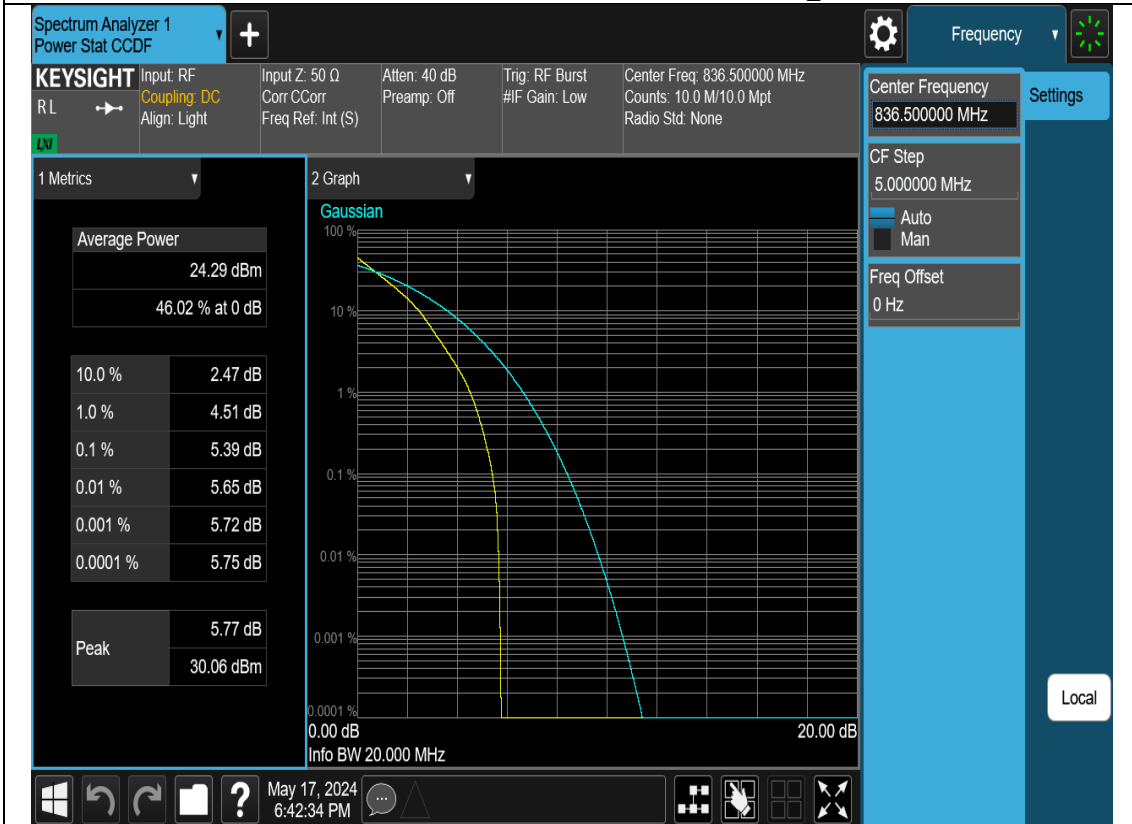 Spectrum Analyzer 1
Power Stat CCDF
Frequency
KEYSIGHT
RL
LXI
Input: RF
Coupling: DC
Align: Light
Input Z: 50 Ω
Corr CCorr
Freq Ref: Int (S)
Atten: 40 dB
Preamp: Off
Trig: RF Burst
#IF Gain: Low
Center Freq: 836.500000 MHz
Counts: 10.0 M/10.0 Mpt
Radio Std: None
Center Frequency
836.500000 MHz
Settings
CF Step
5.000000 MHz
Auto
Man
Freq Offset
0 Hz
Local
1 Metrics
Average Power
24.29 dBm
46.02 % at 0 dB
10.0 % 2.47 dB
1.0 % 4.51 dB
0.1 % 5.39 dB
0.01 % 5.65 dB
0.001 % 5.72 dB
0.0001 % 5.75 dB
Peak
5.77 dB
30.06 dBm
2 Graph
Gaussian
100 %
10 %
1 %
0.1 %
0.01 %
0.001 %
0.0001 %
0.00 dB 20.00 dB
Info BW 20.000 MHz
?
May 17, 2024
6:42:34 PM